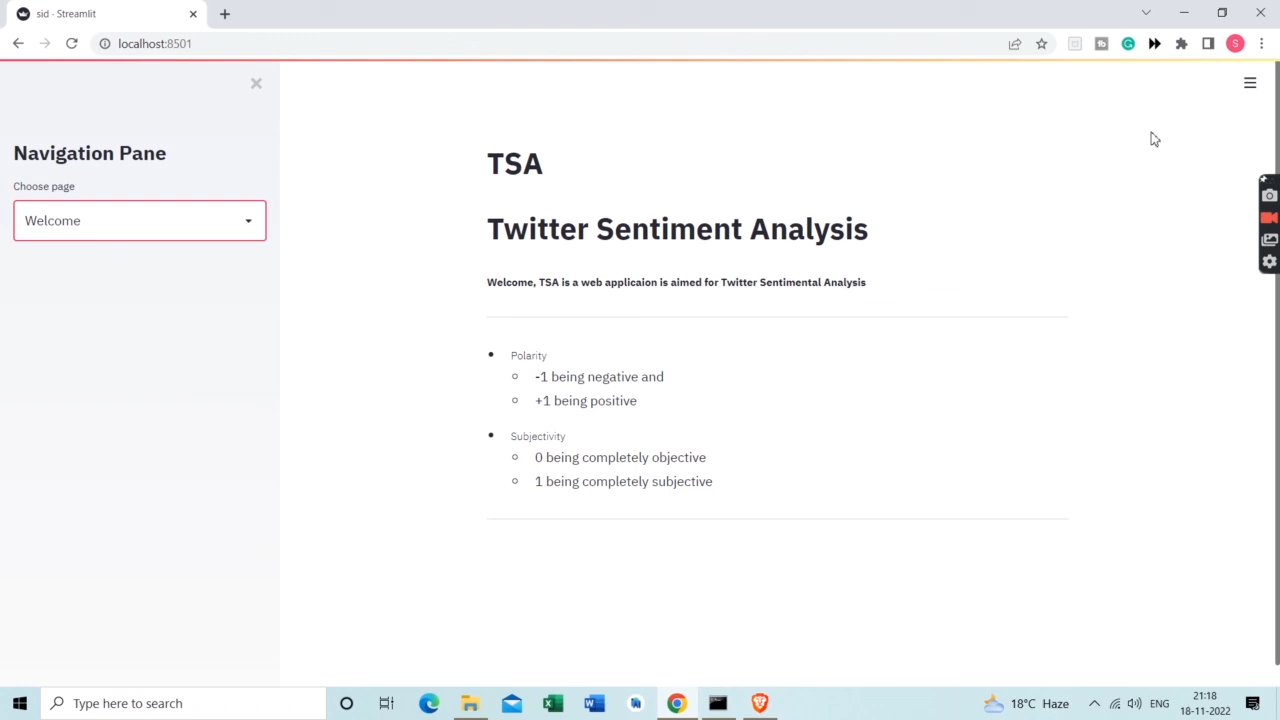 sid · Streamlit
localhost:8501
S
Navigation Pane
Choose page
Welcome
TSA
Twitter Sentiment Analysis
Welcome, TSA is a web applicaion is aimed for Twitter Sentimental Analysis
Polarity
-1 being negative and
+1 being positive
Subjectivity
0 being completely objective
1 being completely subjective
Type here to search
18°C Haze
ENG
21:18
18-11-2022